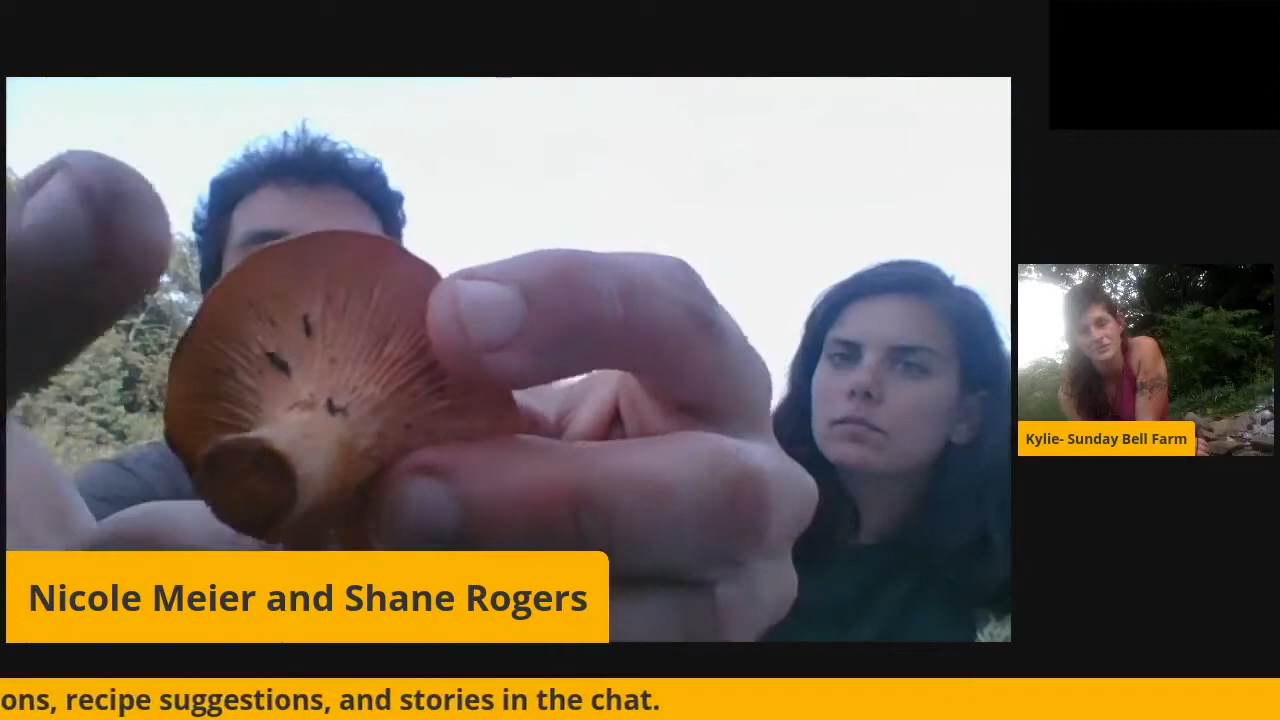 Nicole Meier and Shane Rogers
Kylie- Sunday Bell Farm
ons, recipe suggestions, and stories in the chat.